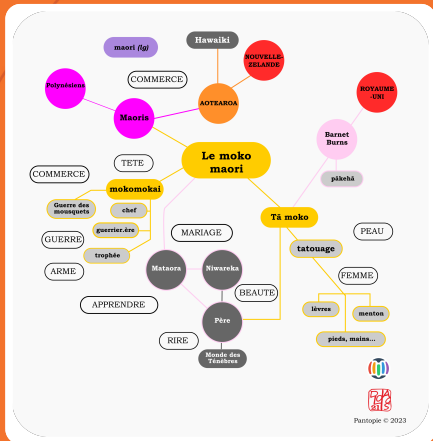 Hawaiki
maori (lg)
NOUVELLE-
ZELANDE
COMMERCE
Polynésiens
ROYAUME
-UNI
AOTEAROA
Maoris
Barnet
Burns
Le moko
maori
TETE
COMMERCE
pākehā
mokomokai
Guerre des
mousquets
chef
Tā moko
guerrier.ère
MARIAGE
PEAU
GUERRE
tatouage
trophée
ARME
Mataora
Niwareka
FEMME
BEAUTE
APPRENDRE
lèvres
menton
Père
RIRE
pieds, mains...
Monde des
Ténèbres
Pantopie © 2023